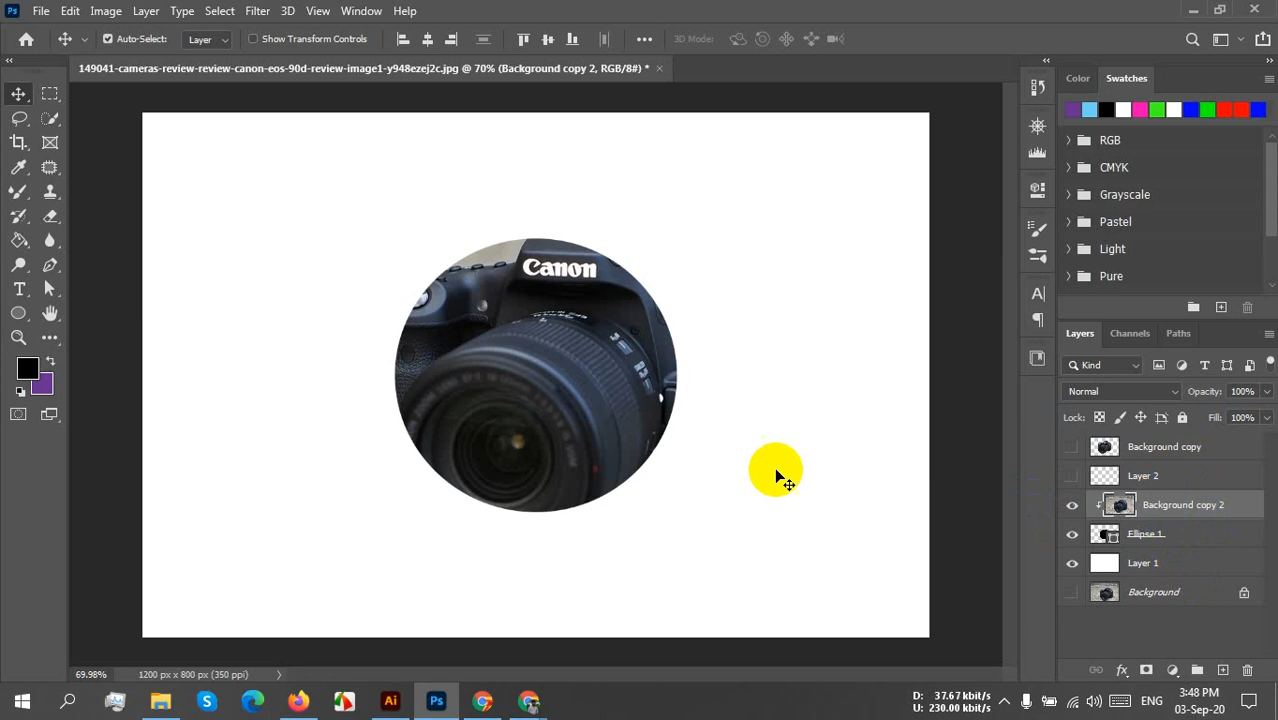 Ps File Edit Image Layer Type Select Filter 3D View Window Help
Auto-Select: Layer Show Transform Controls 3D Mode:
149041-cameras-review-review-canon-eos-90d-review-image1-y948ezej2c.jpg @ 70% (Background copy 2, RGB/8#) *
Color Swatches
RGB
CMYK
Grayscale
Pastel
Light
Pure
Canon
Layers Channels Paths
Kind
Normal Opacity: 100%
Lock: Fill: 100%
Background copy
Layer 2
Background copy 2
Ellipse 1
Layer 1
Background
69.98% 1200 px x 800 px (350 ppi)
Ai Ps
D: 37.67 kbit/s
U: 230.00 kbit/s
ENG
3:48 PM
03-Sep-20